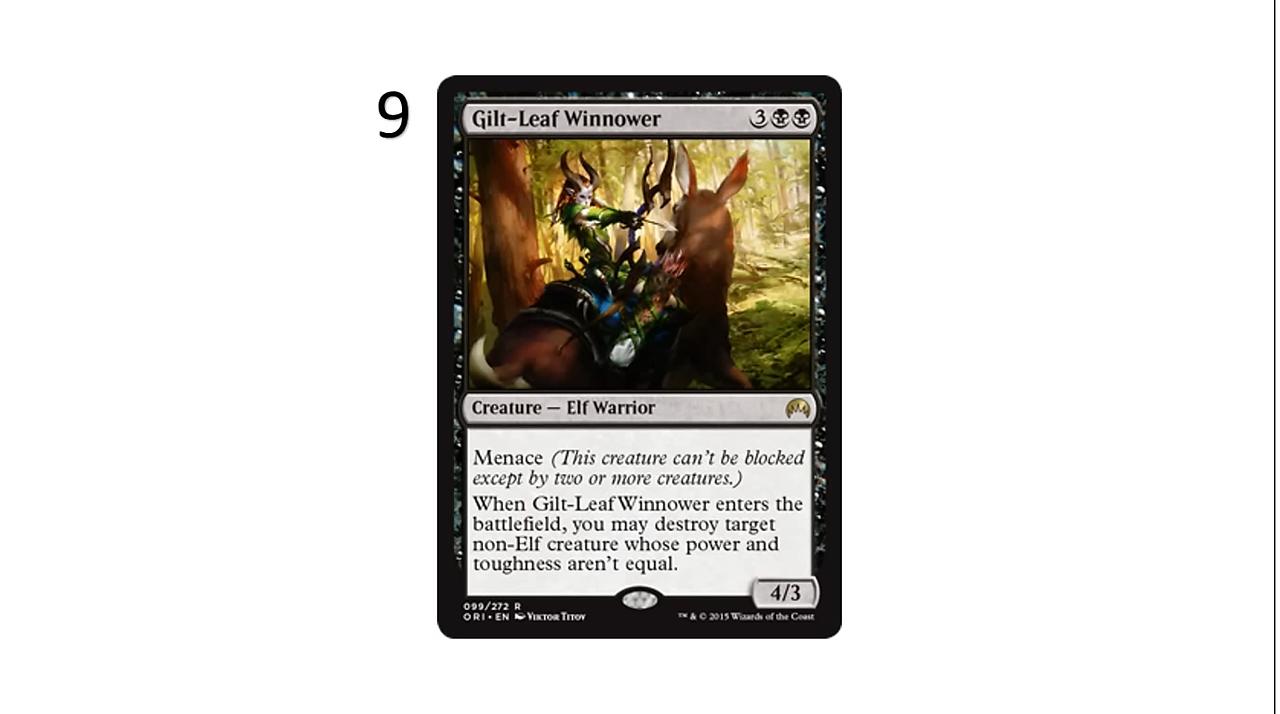 9
Gilt-Leaf Winnower 3
Creature — Elf Warrior
Menace (This creature can't be blocked
except by two or more creatures.)
When Gilt-Leaf Winnower enters the
battlefield, you may destroy target
non-Elf creature whose power and
toughness aren't equal.
4/3
099/272 R
ORI • EN Viktor Titov
™ & © 2015 Wizards of the Coast